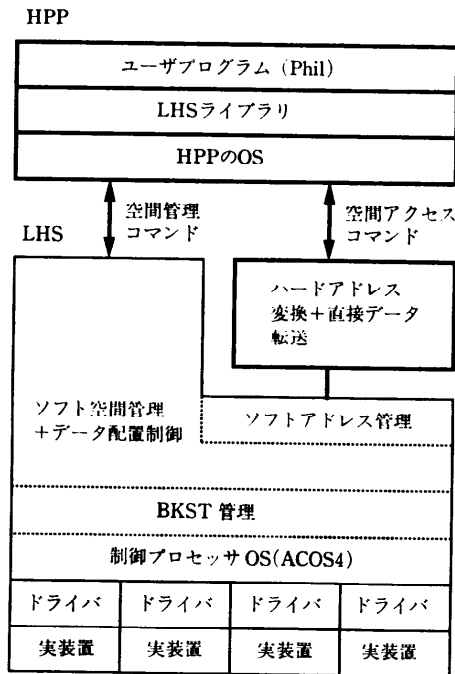 HPP
ユーザプログラム (Phil)
LHSライブラリ
HPPのOS
空間管理
コマンド
空間アクセス
コマンド
LHS
ハードアドレス
変換+直接データ
転送
ソフト空間管理
+データ配置制御
ソフトアドレス管理
BKST 管理
制御プロセッサ OS(ACOS4)
ドライバ ドライバ ドライバ ドライバ
実装置 実装置 実装置 実装置